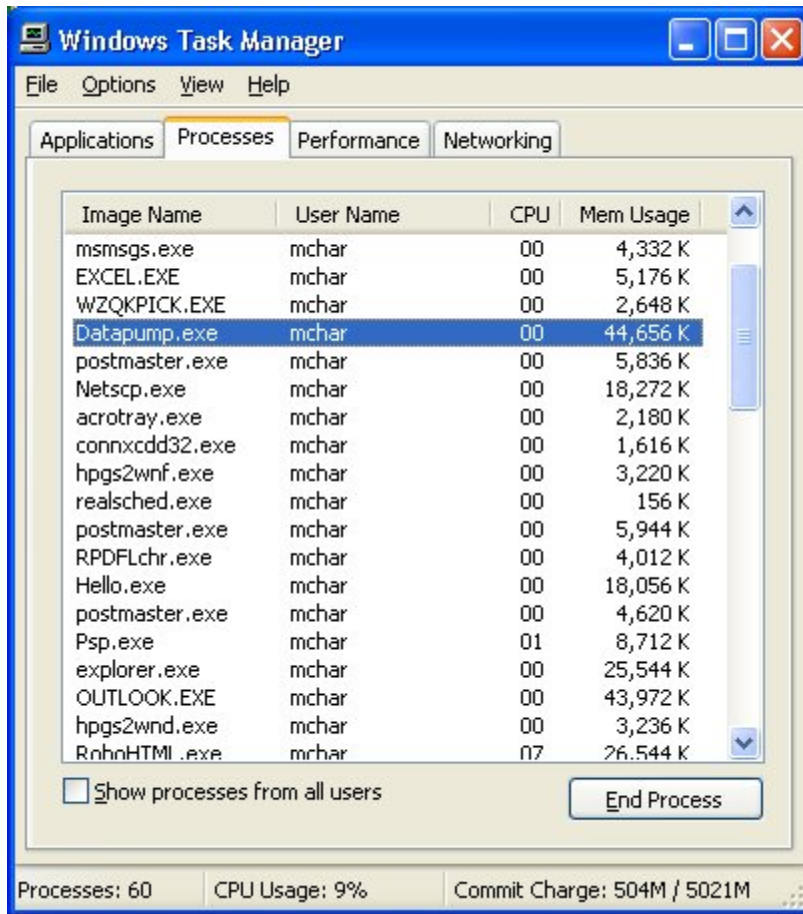 Windows Task Manager
File Options View Help
Applications Processes Performance Networking
Image Name User Name CPU Mem Usage
msmsgs.exe mchar 00 4,332 K
EXCEL.EXE mchar 00 5,176 K
WZQKPICK.EXE mchar 00 2,648 K
Datapump.exe mchar 00 44,656 K
postmaster.exe mchar 00 5,836 K
Netscp.exe mchar 00 18,272 K
acrotray.exe mchar 00 2,180 K
connxcdd32.exe mchar 00 1,616 K
hpgs2wnf.exe mchar 00 3,220 K
realsched.exe mchar 00 156 K
postmaster.exe mchar 00 5,944 K
RPDFLchr.exe mchar 00 4,012 K
Hello.exe mchar 00 18,056 K
postmaster.exe mchar 00 4,620 K
Psp.exe mchar 01 8,712 K
explorer.exe mchar 00 25,544 K
OUTLOOK.EXE mchar 00 43,972 K
hpgs2wnd.exe mchar 00 3,236 K
RoboHTML.exe mchar 07 26,544 K
Show processes from all users
End Process
Processes: 60 CPU Usage: 9% Commit Charge: 504M / 5021M